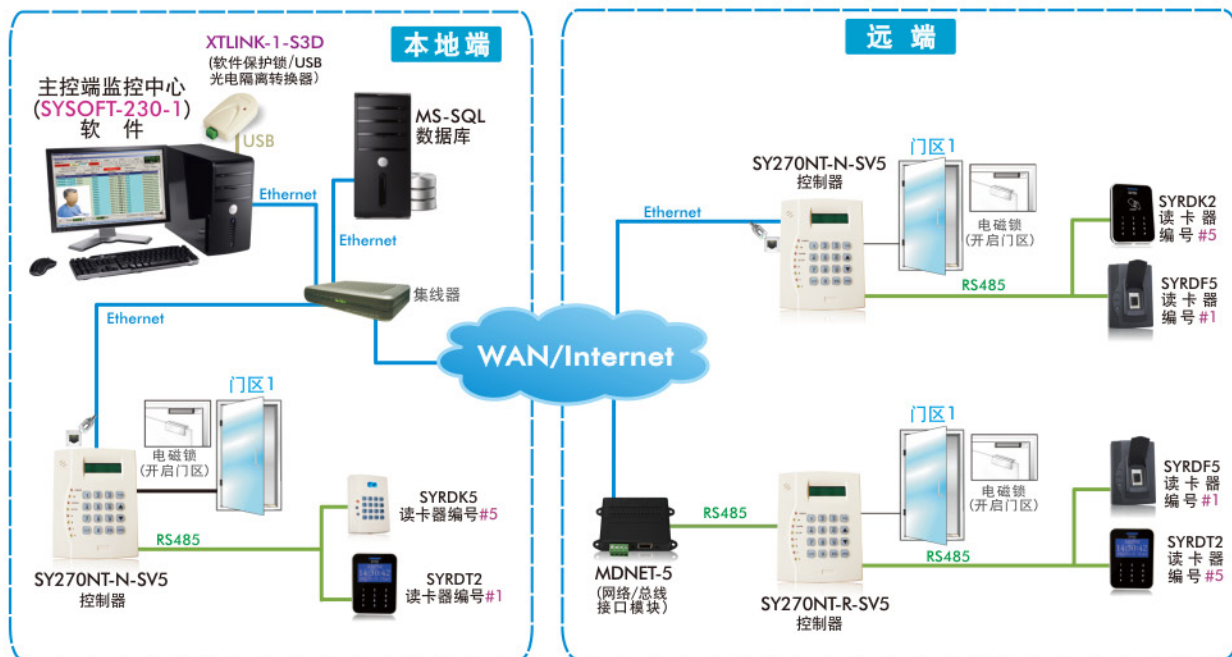 本地端
XTLINK-1-S3D
(软件保护锁/USB
光电隔离转换器)
主控端监控中心
(SYSOFT-230-1)
软 件
USB
MS-SQL
数据库
Ethernet
Ethernet
集线器
Ethernet
门区1
电磁锁
(开启门区)
SYRDK5
读卡器编号#5
RS485
SYRDT2
读卡器编号#1
SY270NT-N-SV5
控制器
WAN/Internet
远 端
SY270NT-N-SV5
控制器
门区1
电磁锁
(开启门区)
Ethernet
RS485
SYRDK2
读卡器
编号#5
SYRDF5
读卡器
编号#1
门区1
电磁锁
(开启门区)
RS485
RS485
MDNET-5
(网络/总线
接口模块)
SY270NT-R-SV5
控制器
SYRDF5
读卡器
编号#1
SYRDT2
读卡器
编号#5